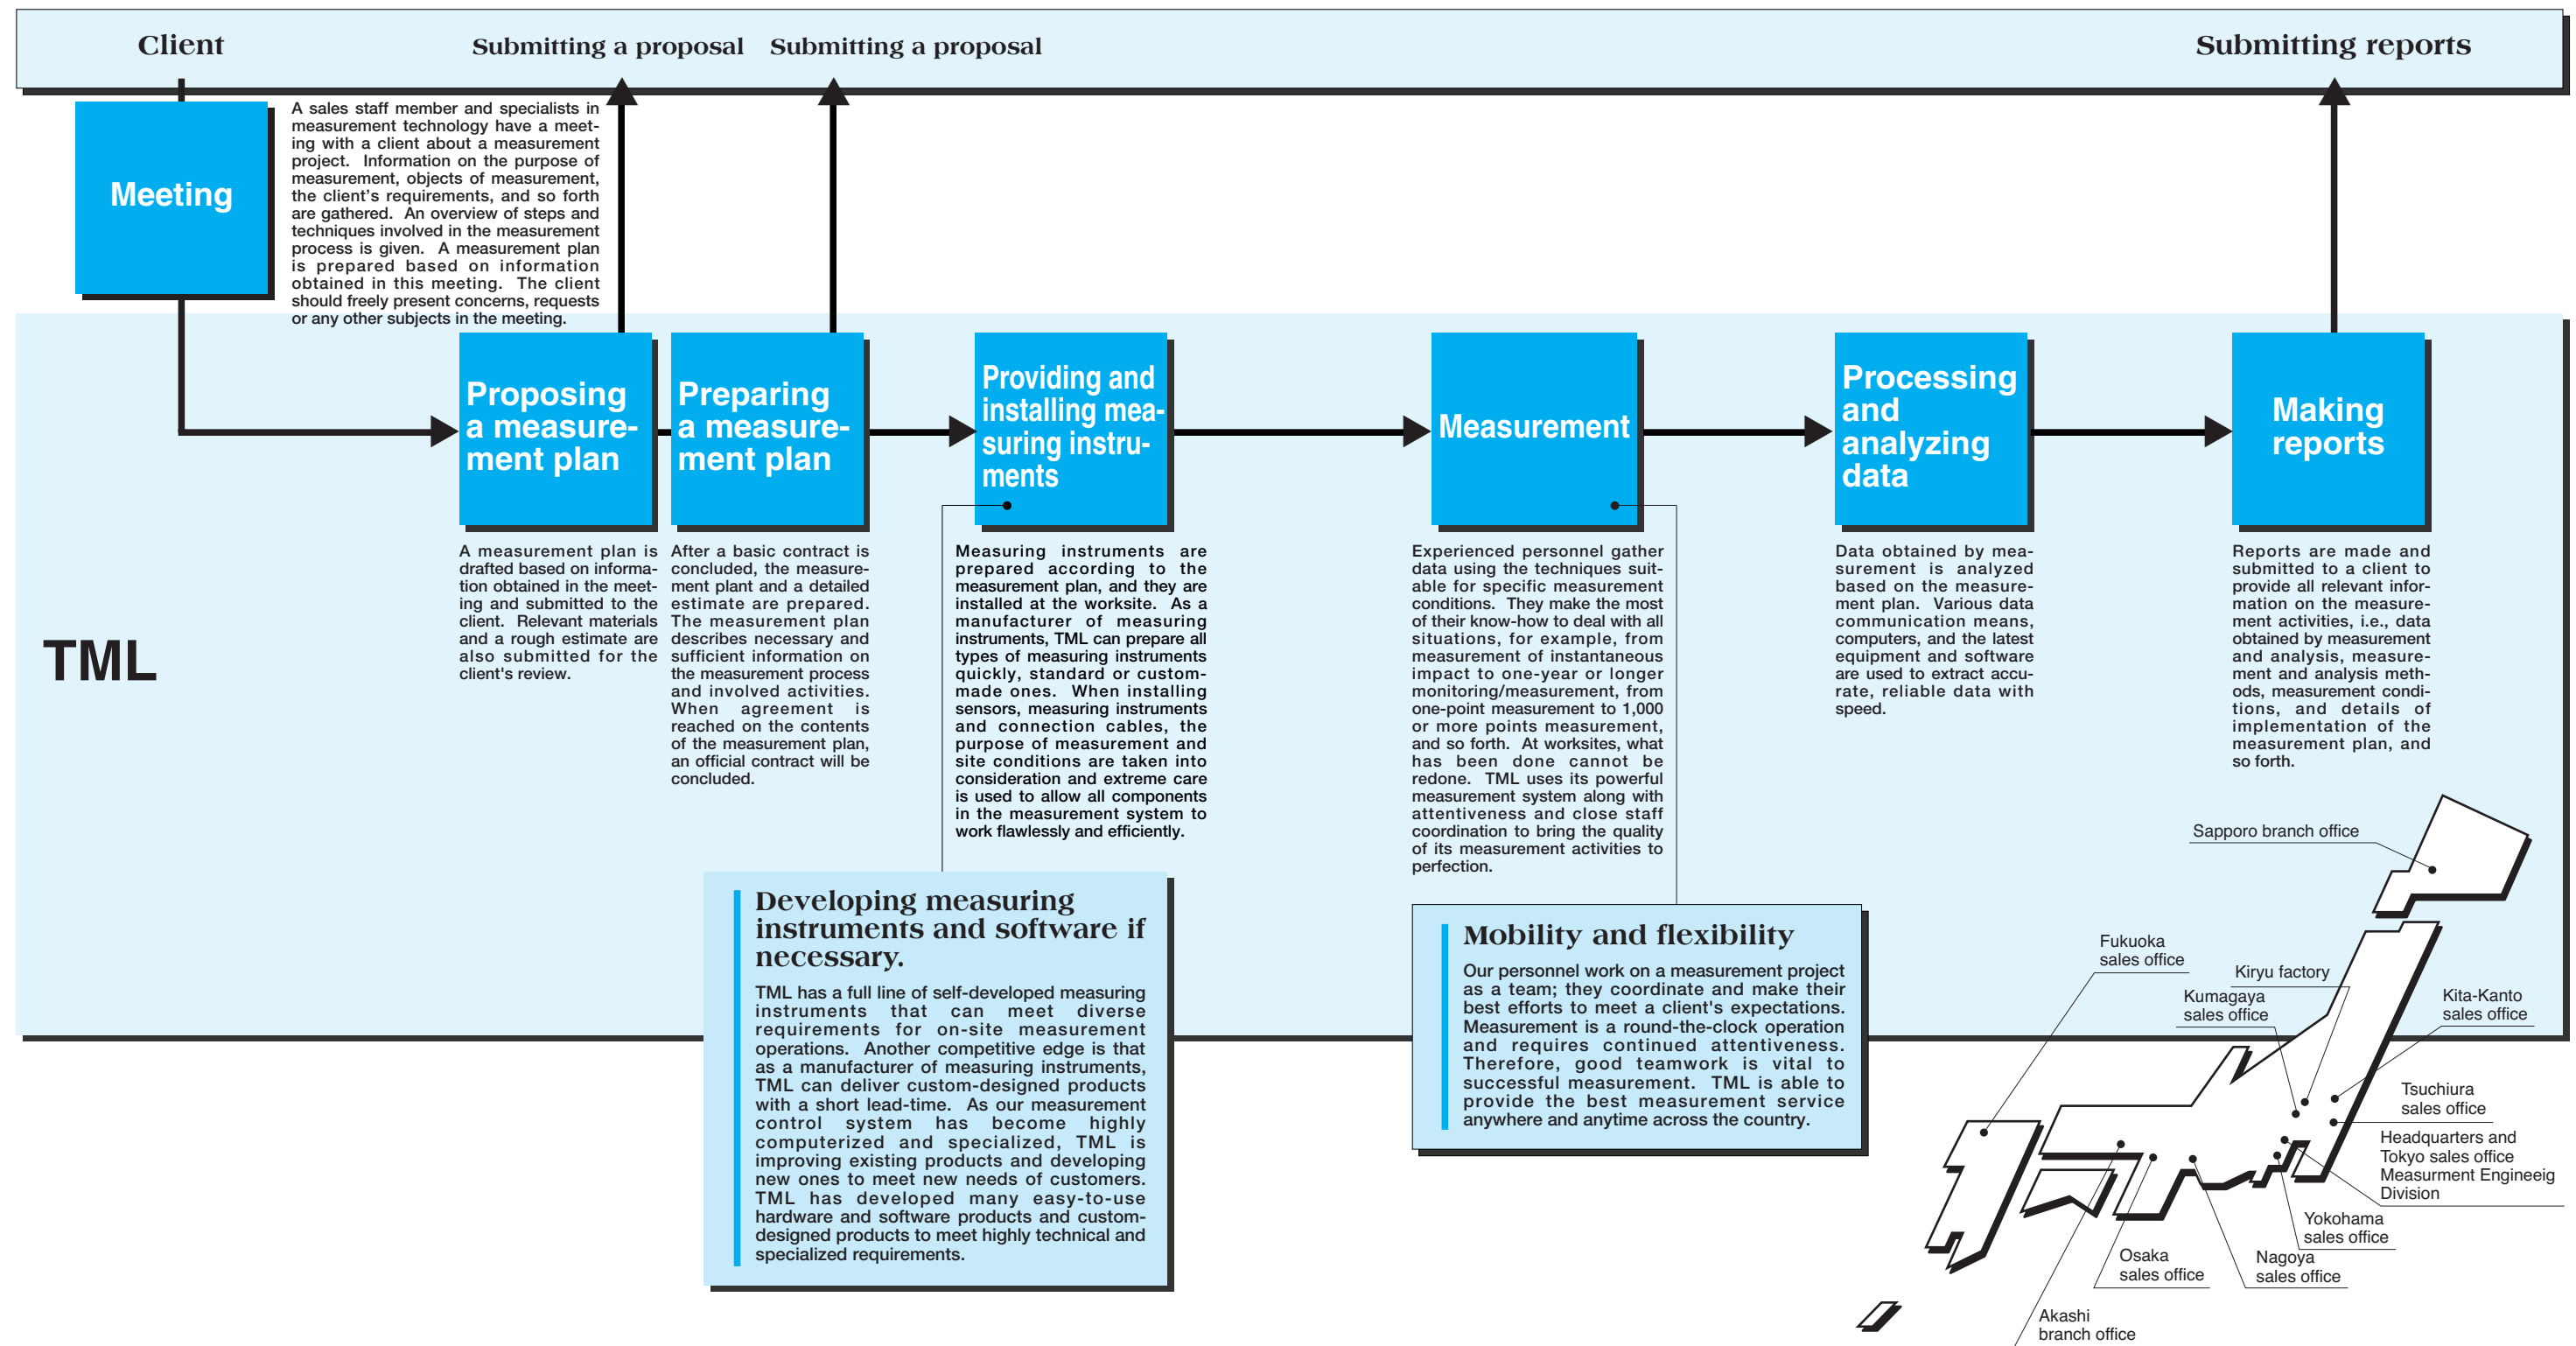 Client
Submitting a proposal
Submitting a proposal
Submitting reports
Meeting
A sales staff member and specialists in
measurement technology have a meet-
ing with a client about a measurement
project. Information on the purpose of
measurement, objects of measurement,
the client's requirements, and so forth
are gathered. An overview of steps and
techniques involved in the measurement
process is given. A measurement plan
is prepared based on information
obtained in this meeting. The client
should freely present concerns, requests
or any other subjects in the meeting.
TML
Proposing
a measure-
ment plan
A measurement plan is
drafted based on informa-
tion obtained in the meet-
ing and submitted to the
client. Relevant materials
and a rough estimate are
also submitted for the
client's review.
Preparing
a measure-
ment plan
After a basic contract is
concluded, the measure-
ment plant and a detailed
estimate are prepared.
The measurement plan
describes necessary and
sufficient information on
the measurement process
and involved activities.
When agreement is
reached on the contents
of the measurement plan,
an official contract will be
concluded.
Providing and
installing mea-
suring instru-
ments
Measuring instruments are
prepared according to the
measurement plan, and they are
installed at the worksite. As a
manufacturer of measuring
instruments, TML can prepare all
types of measuring instruments
quickly, standard or custom-
made ones. When installing
sensors, measuring instruments
and connection cables, the
purpose of measurement and
site conditions are taken into
consideration and extreme care
is used to allow all components
in the measurement system to
work flawlessly and efficiently.
Measurement
Experienced personnel gather
data using the techniques suit-
able for specific measurement
conditions. They make the most
of their know-how to deal with all
situations, for example, from
measurement of instantaneous
impact to one-year or longer
monitoring/measurement, from
one-point measurement to 1,000
or more points measurement,
and so forth. At worksites, what
has been done cannot be
redone. TML uses its powerful
measurement system along with
attentiveness and close staff
coordination to bring the quality
of its measurement activities to
perfection.
Processing
and
analyzing
data
Data obtained by mea-
surement is analyzed
based on the measure-
ment plan. Various data
communication means,
computers, and the latest
equipment and software
are used to extract accu-
rate, reliable data with
speed.
Making
reports
Reports are made and
submitted to a client to
provide all relevant infor-
mation on the measure-
ment activities, i.e., data
obtained by measurement
and analysis, measure-
ment and analysis meth-
ods, measurement condi-
tions, and details of
implementation of the
measurement plan, and
so forth.
Developing measuring
instruments and software if
necessary.
TML has a full line of self-developed measuring
instruments that can meet diverse
requirements for on-site measurement
operations. Another competitive edge is that
as a manufacturer of measuring instruments,
TML can deliver custom-designed products
with a short lead-time. As our measurement
control system has become highly
computerized and specialized, TML is
improving existing products and developing
new ones to meet new needs of customers.
TML has developed many easy-to-use
hardware and software products and custom-
designed products to meet highly technical and
specialized requirements.
Mobility and flexibility
Our personnel work on a measurement project
as a team; they coordinate and make their
best efforts to meet a client's expectations.
Measurement is a round-the-clock operation
and requires continued attentiveness.
Therefore, good teamwork is vital to
successful measurement. TML is able to
provide the best measurement service
anywhere and anytime across the country.
Sapporo branch office
Fukuoka
sales office
Kiryu factory
Kumagaya
sales office
Kita-Kanto
sales office
Tsuchiura
sales office
Headquarters and
Tokyo sales office
Measurment Engineeig
Division
Yokohama
sales office
Nagoya
sales office
Osaka
sales office
Akashi
branch office